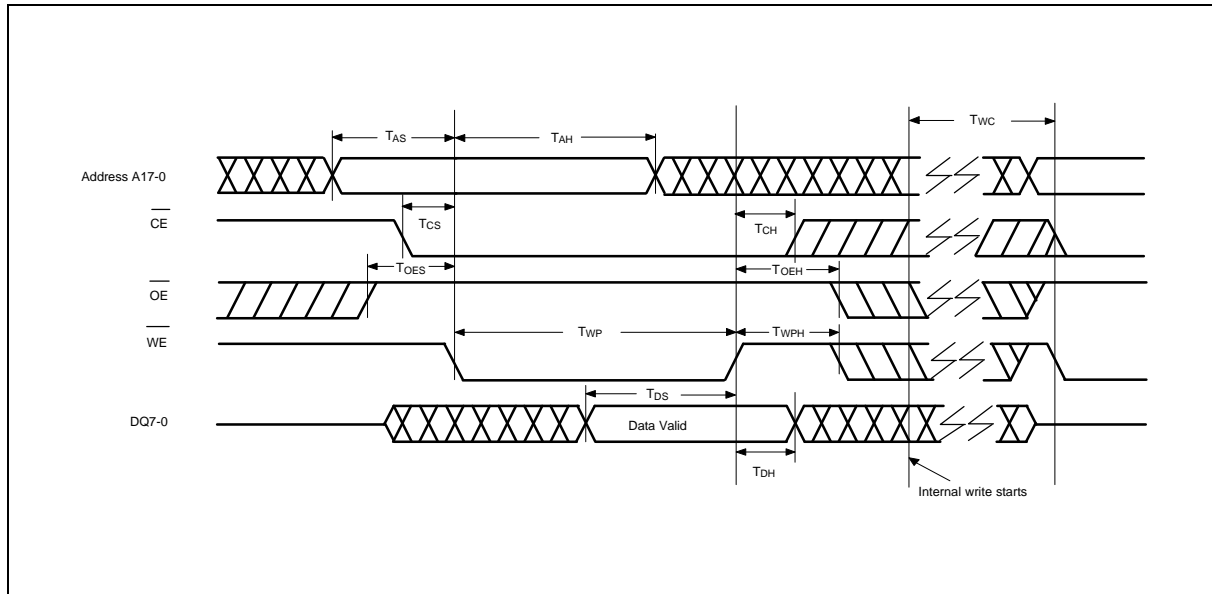 TAS
TAH
TWC
Address A17-0
TCS
TCH
CE
TOES
TOEH
OE
TWP
TWPH
WE
TDS
DQ7-0
Data Valid
TDH
Internal write starts